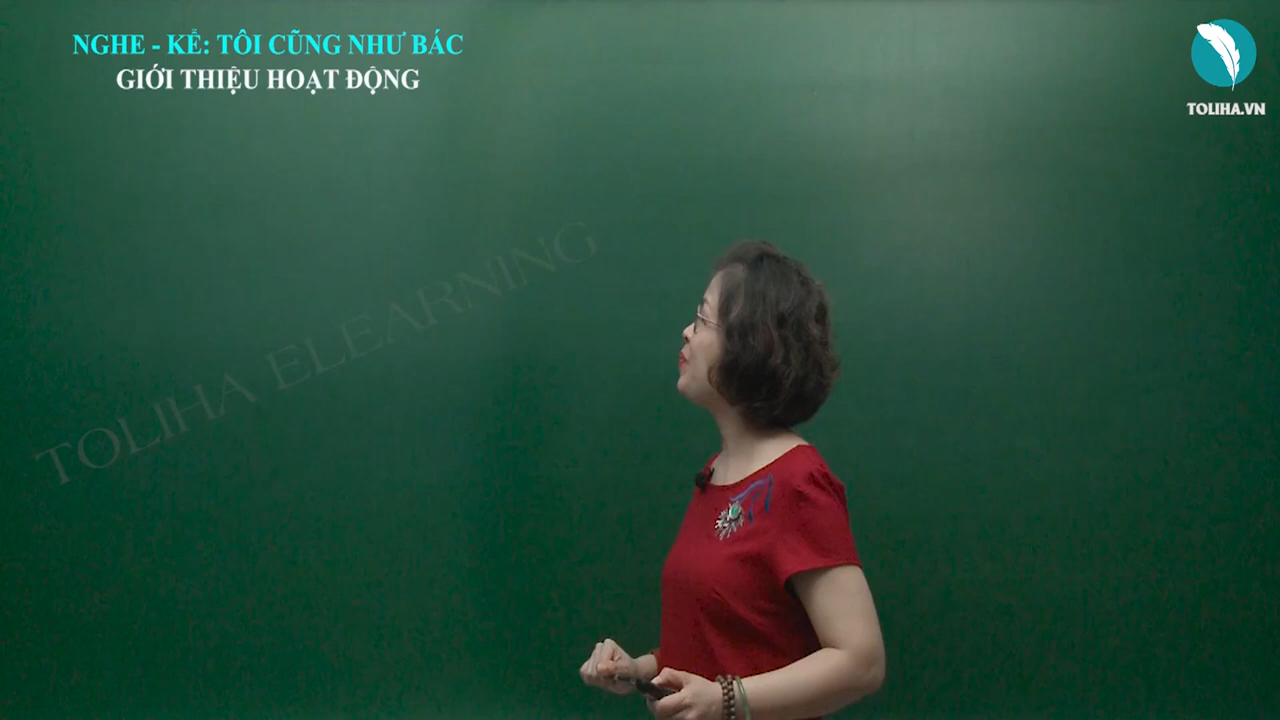 NGHE - KỂ: TÔI CŨNG NHƯ BÁC
GIỚI THIỆU HOẠT ĐỘNG
TOLIHA.VN
TOLIHA ELEARNING